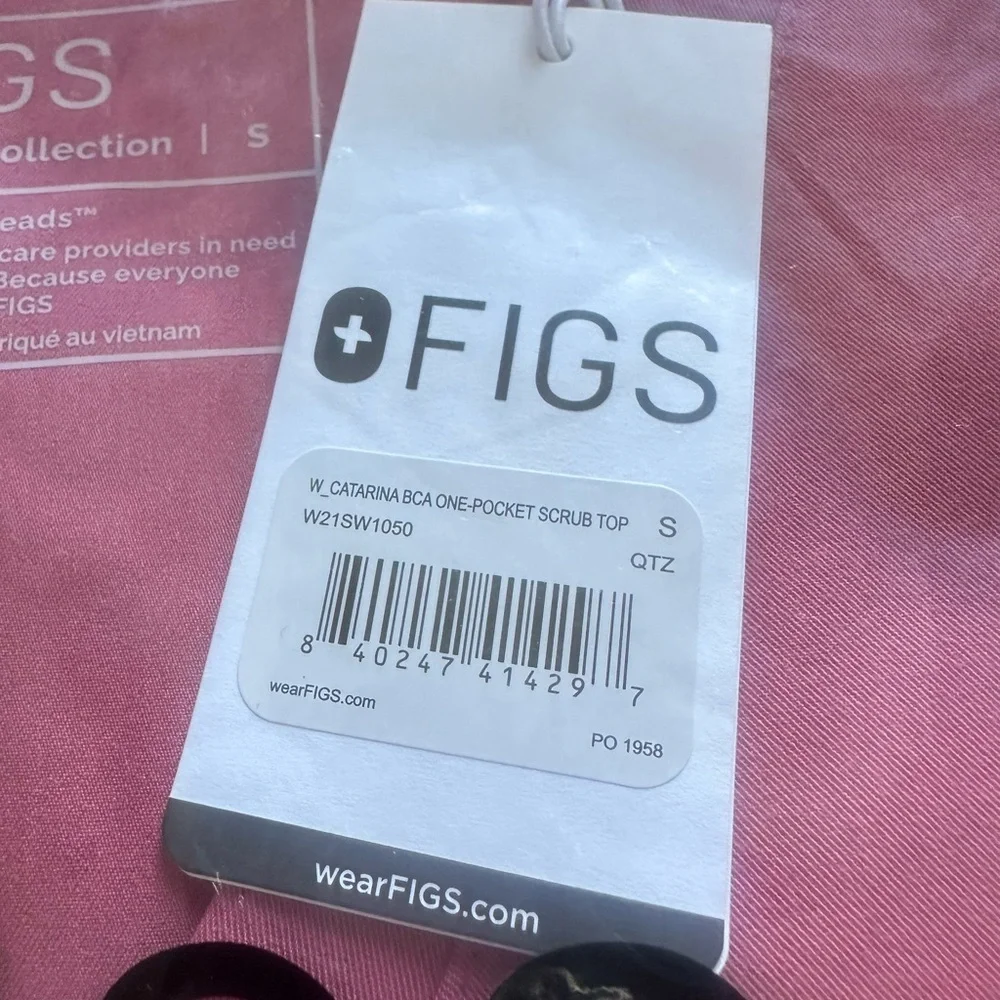 GS
ollection | S
eads™
care providers in need
Because everyone
FIGS
riqué au vietnam
FIGS
W_CATARINA BCA ONE-POCKET SCRUB TOP S
W21SW1050
QTZ
8 40247 41429 7
wearFIGS.com
PO 1958
wearFIGS.com